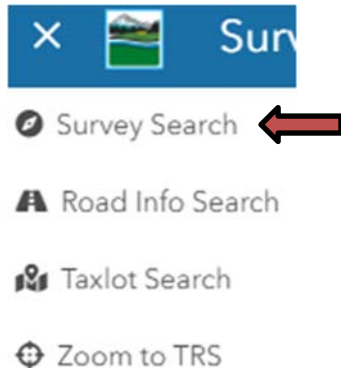 Surv
Survey Search
Road Info Search
Taxlot Search
Zoom to TRS